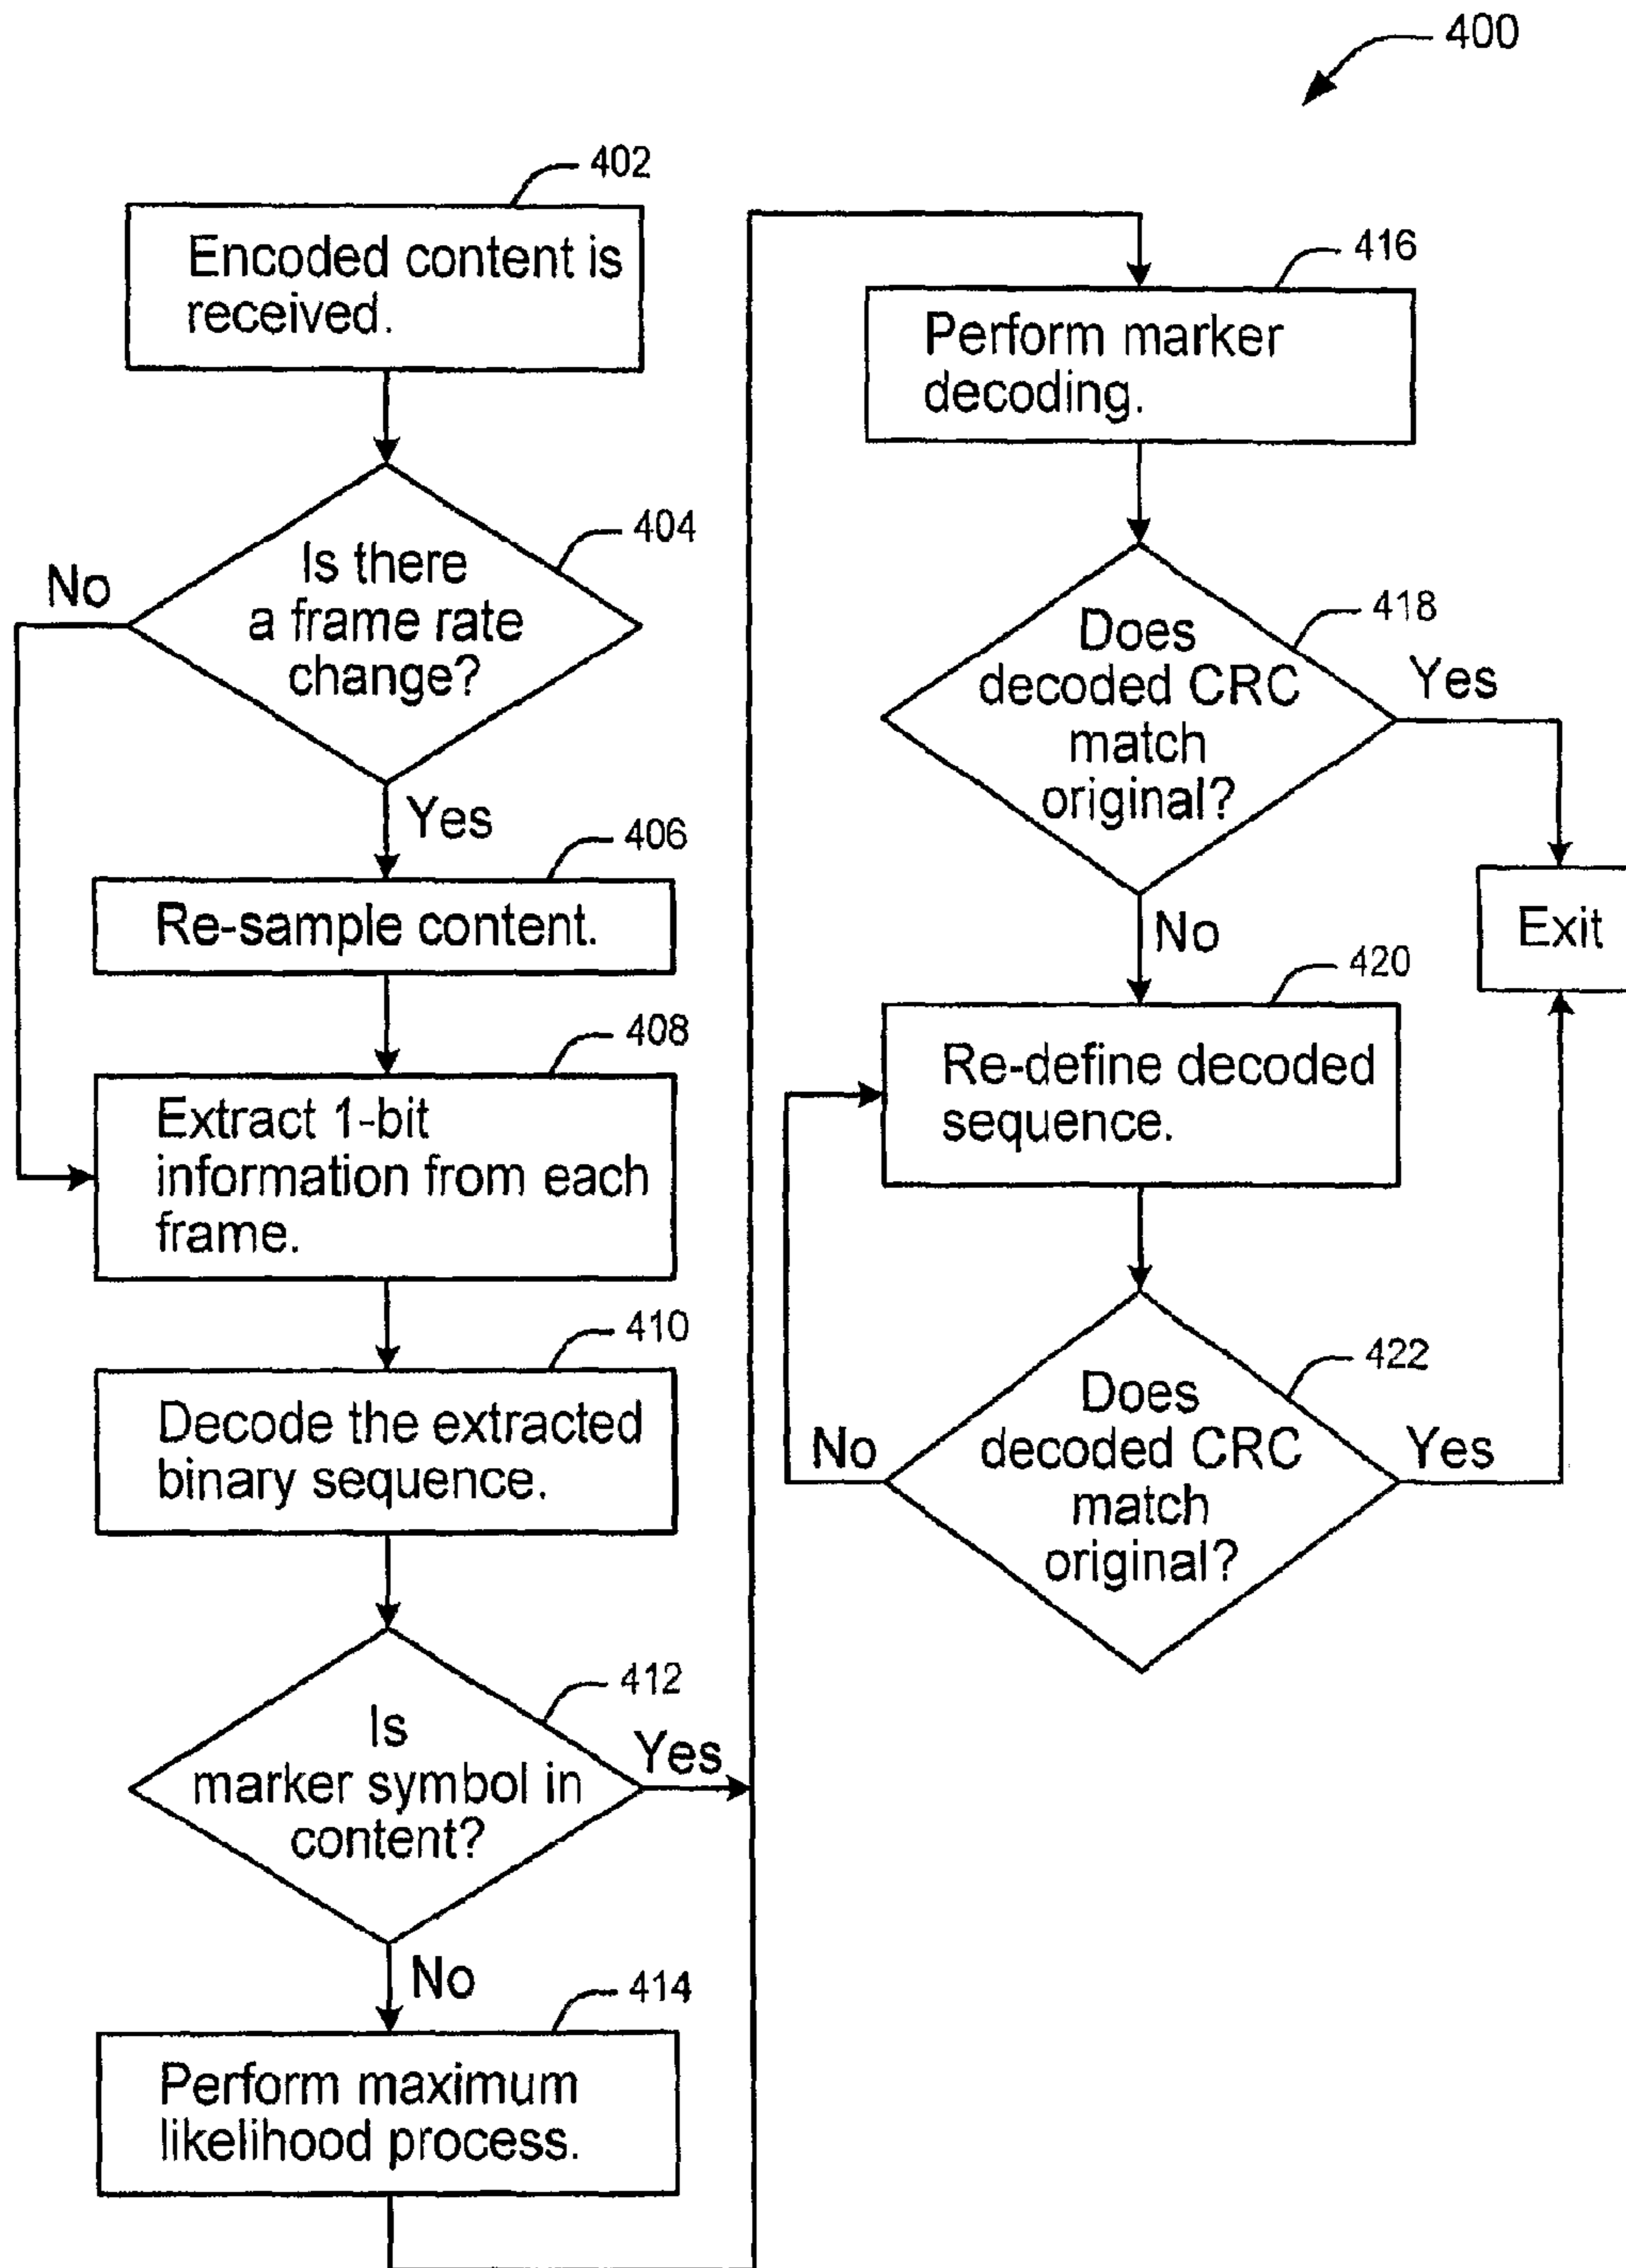 400
402
Encoded content is
received.
404
Is there
a frame rate
change?
No
Yes
406
Re-sample content.
408
Extract 1-bit
information from each
frame.
410
Decode the extracted
binary sequence.
412
Is
marker symbol in
content?
Yes
No
414
Perform maximum
likelihood process.
416
Perform marker
decoding.
418
Does
decoded CRC
match
original?
Yes
No
Exit
420
Re-define decoded
sequence.
422
Does
decoded CRC
match
original?
No
Yes